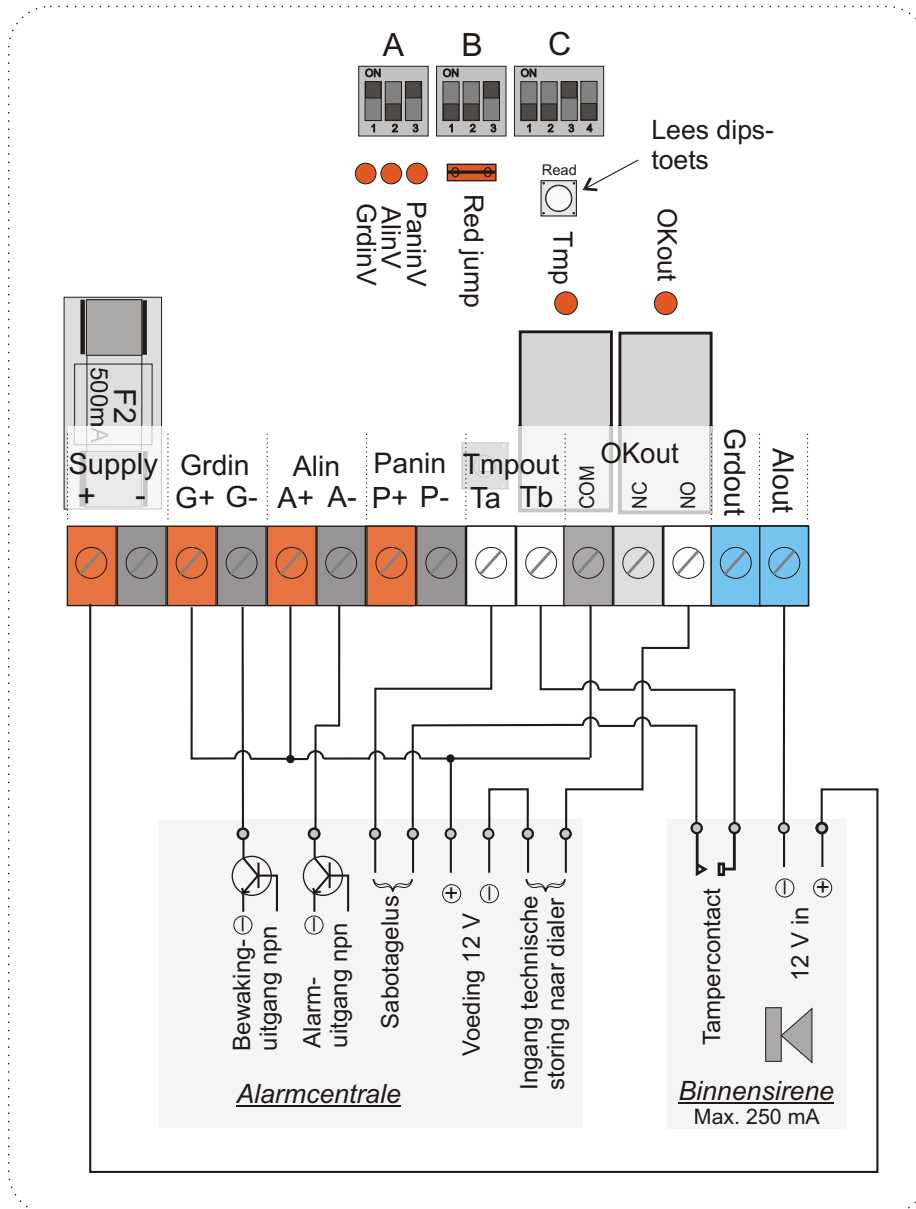 A B C
ON ON ON
1 2 3 1 2 3 1 2 3 4
Lees dips-
toets
Read
GrdinV
AlinV
PaninV
Red jump
Tmp
OKout
F2
500mA
Supply Grdin Alin Panin Tmpout OKout Grdout Alout
+ - G+ G- A+ A- P+ P- Ta Tb COM NC NO
Bewaking-
uitgang npn
Alarm-
uitgang npn
Sabotagelus
Voeding 12 V
+ -
Ingang technische
storing naar dialer
Tampercontact
12 V in
- +
Alarmcentrale
Binnensirene
Max. 250 mA